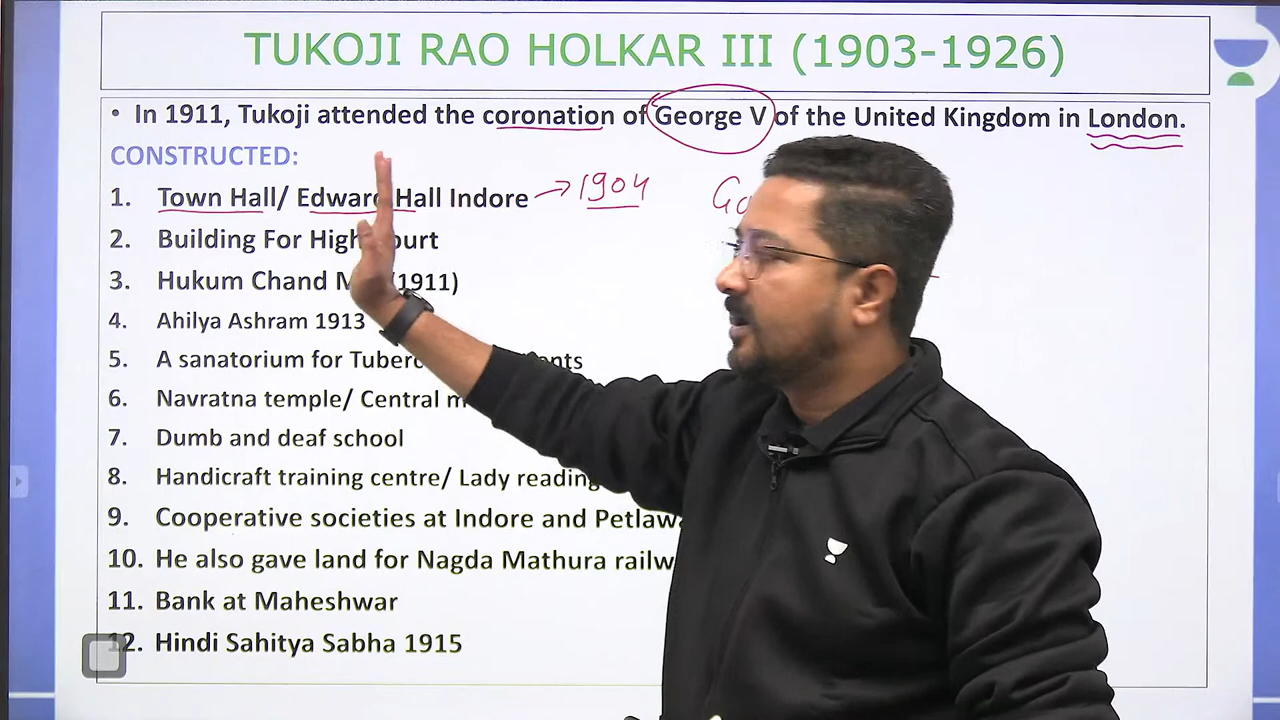 TUKOJI RAO HOLKAR III (1903-1926)
• In 1911, Tukoji attended the coronation of George V of the United Kingdom in London.
CONSTRUCTED:
1. Town Hall/ Edward Hall Indore → 1904
2. Building For High Court
3. Hukum Chand (1911)
4. Ahilya Ashram 1913
5. A sanatorium for
6. Navratna temple/ Central
7. Dumb and deaf school
8. Handicraft training centre/ Lady reading
9. Cooperative societies at Indore and
10. He also gave land for Nagda Mathura
11. Bank at Maheshwar
12. Hindi Sahitya Sabha 1915